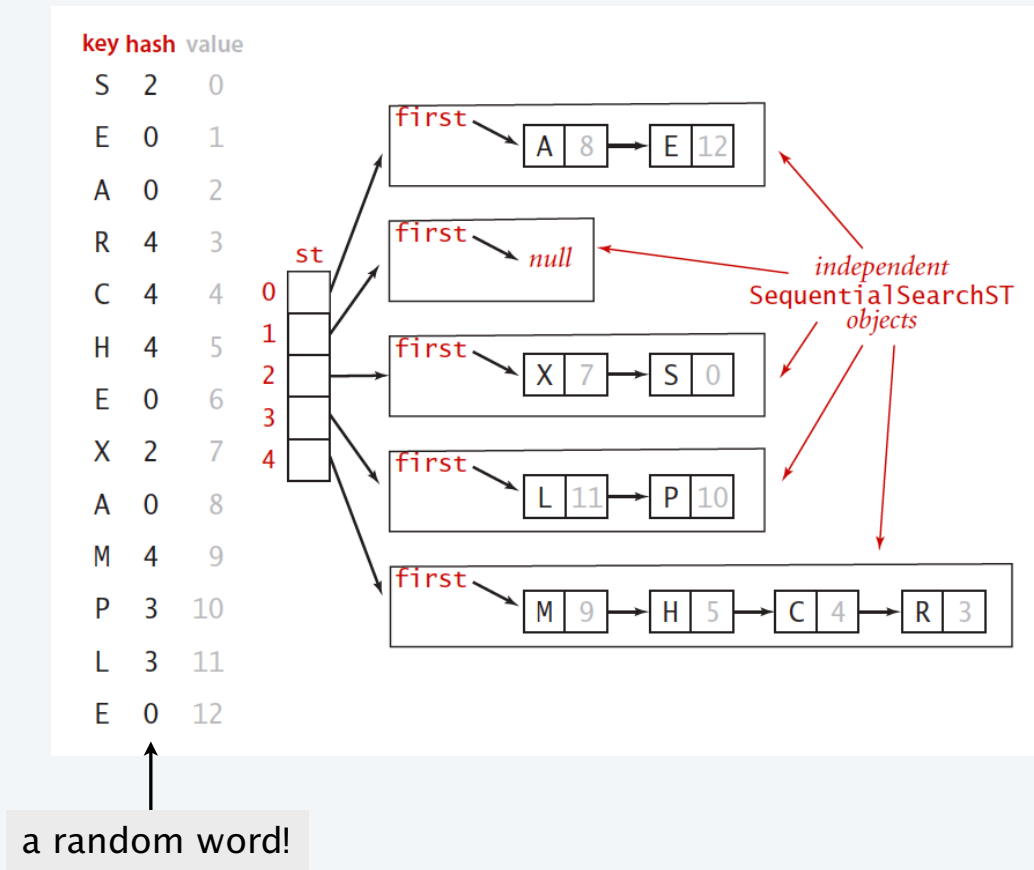 key hash value
S 2 0
E 0 1
A 0 2
R 4 3
C 4 4
H 4 5
E 0 6
X 2 7
A 0 8
M 4 9
P 3 10
L 3 11
E 0 12
st
0
1
2
3
4
first
A 8 E 12
first
null
first
X 7 S 0
first
L 11 P 10
first
M 9 H 5 C 4 R 3
independent
SequentialSearchST
objects
a random word!